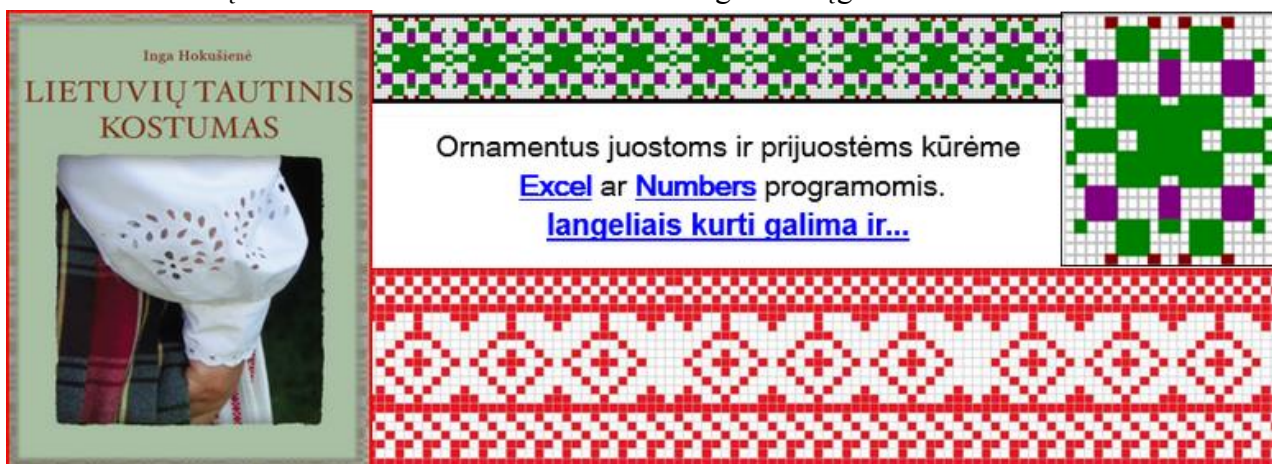 Inga Hokušienė
LIETUVIŲ TAUTINIS
KOSTUMAS
Ornamentus juostoms ir prijuostėms kūrėme
Excel ar Numbers programomis.
langeliais kurti galima ir...